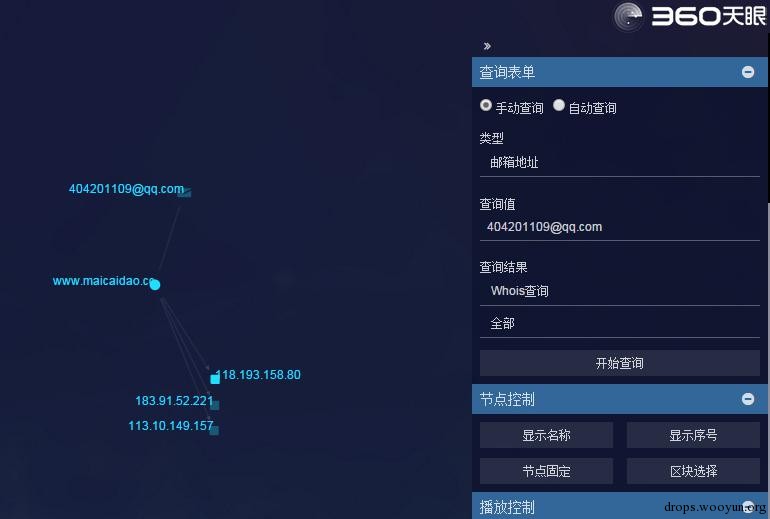 360天眼
»
查询表单
手动查询 自动查询
类型
邮箱地址
查询值
404201109@qq.com
查询结果
Whois查询
全部
开始查询
节点控制
显示名称 显示序号
节点固定 区块选择
播放控制
404201109@qq.com
www.maicaidao.co
118.193.158.80
183.91.52.221
113.10.149.157
drops.wooyun.org